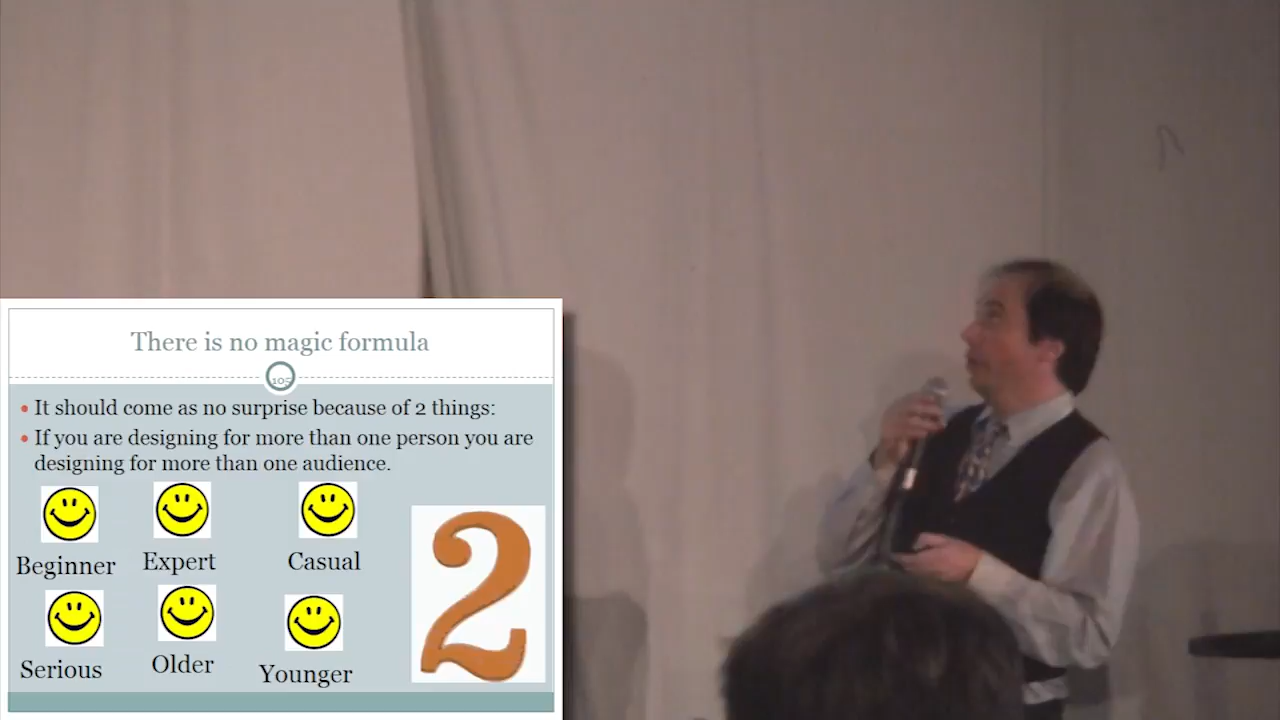 There is no magic formula
105
• It should come as no surprise because of 2 things:
• If you are designing for more than one person you are
designing for more than one audience.
Beginner Expert Casual
2
Serious Older Younger